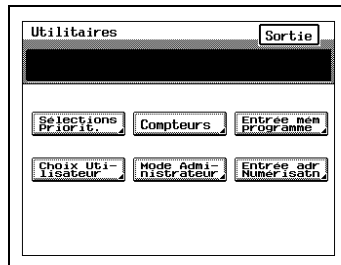 Utilitaires
Sortie
Sélections
Priorit.
Compteurs
Entrée mém
programme
Choix Uti-
lisateur
Mode Admi-
nistrateur
Entrée adr
Numérisatn